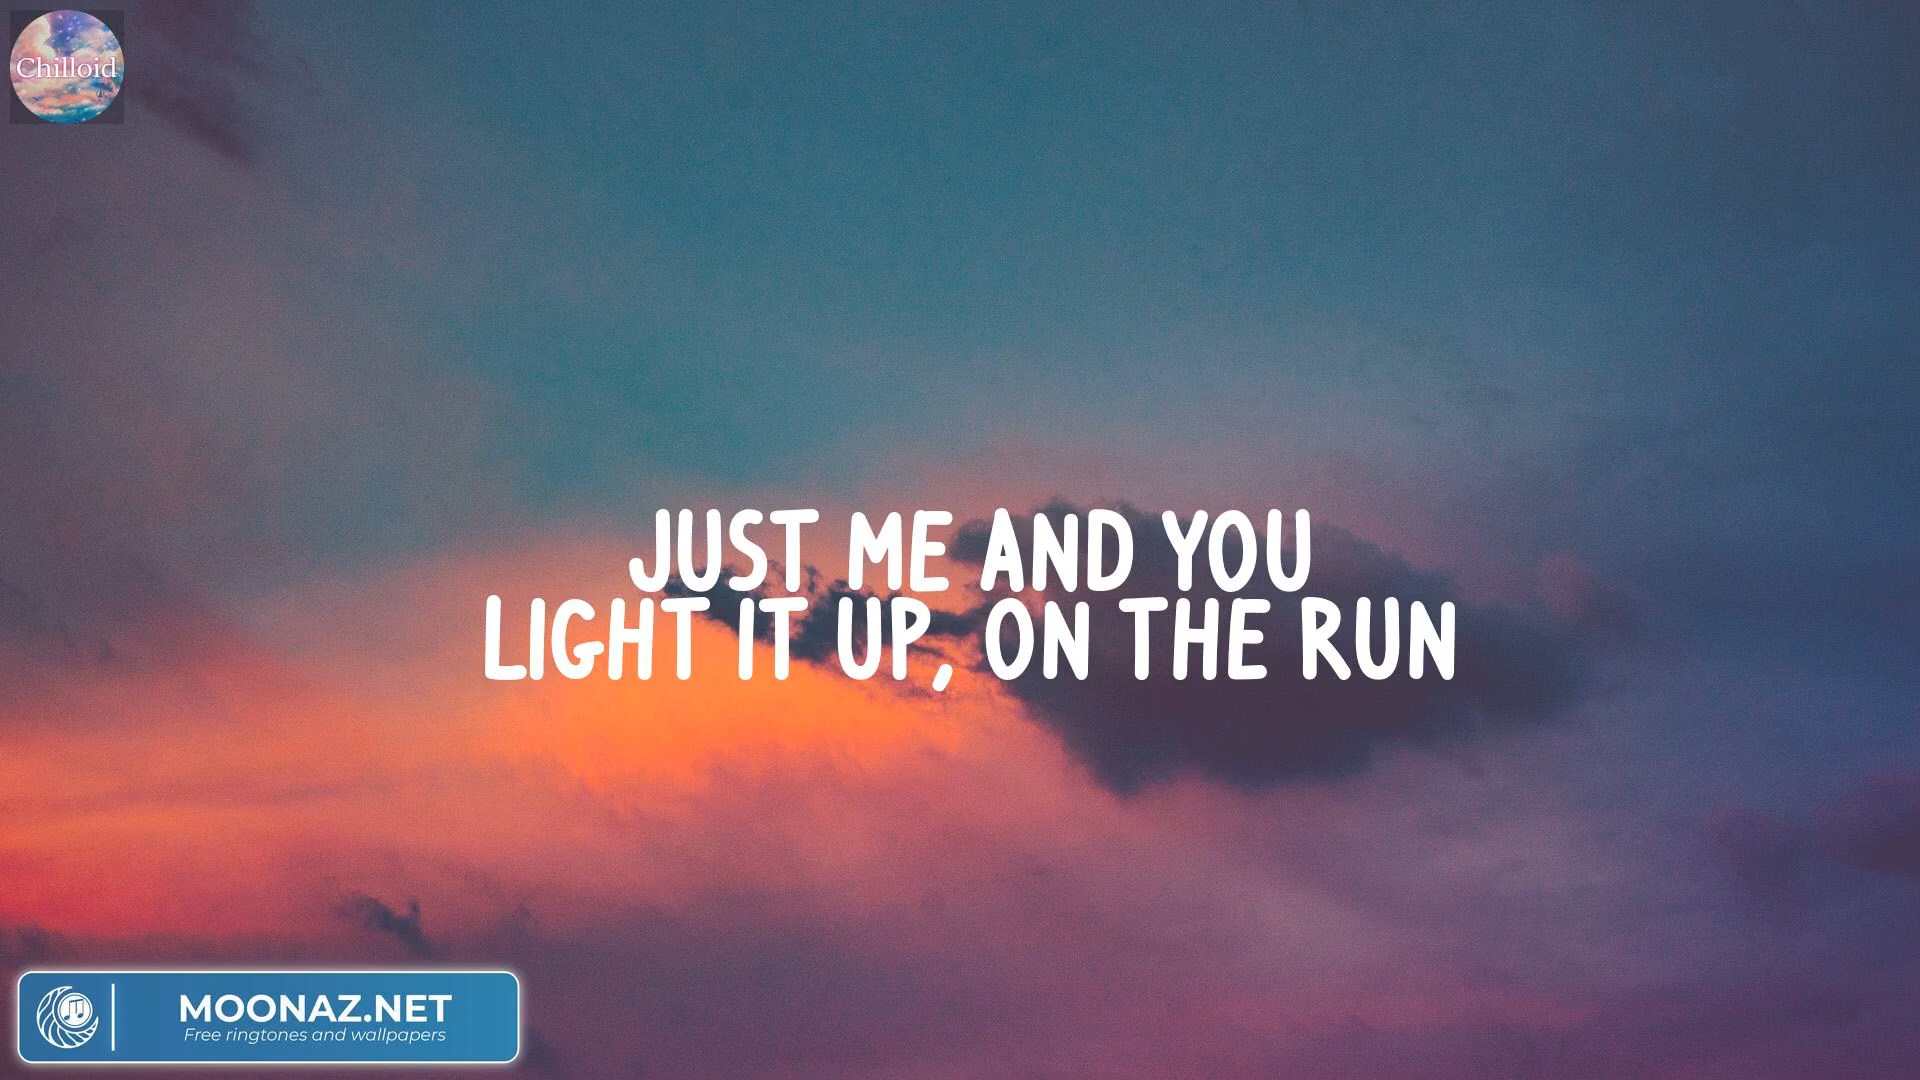 Chilloid
JUST ME AND YOU
LIGHT IT UP, ON THE RUN
MOONAZ.NET
Free ringtones and wallpapers